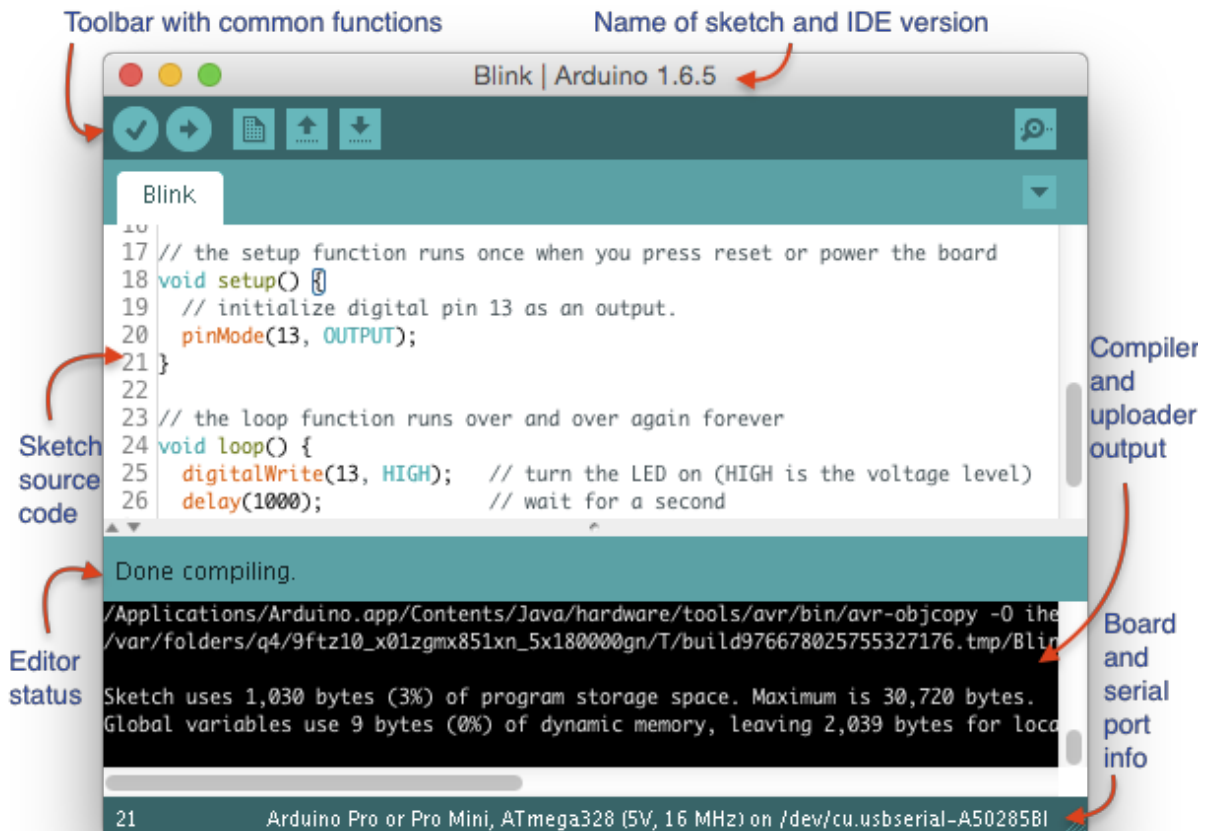 Toolbar with common functions
Name of sketch and IDE version
Blink | Arduino 1.6.5
Blink
16
17 // the setup function runs once when you press reset or power the board
18 void setup() {
19 // initialize digital pin 13 as an output.
20 pinMode(13, OUTPUT);
21 }
22
23 // the loop function runs over and over again forever
24 void loop() {
25 digitalWrite(13, HIGH); // turn the LED on (HIGH is the voltage level)
26 delay(1000); // wait for a second
Sketch
source
code
Compiler
and
uploader
output
Done compiling.
Editor
status
/Applications/Arduino.app/Contents/Java/hardware/tools/avr/bin/avr-objcopy -O ihe
/var/folders/q4/9ftz10_x01zgmx851xn_5x180000gn/T/build976678025755327176.tmp/Blin
Sketch uses 1,030 bytes (3%) of program storage space. Maximum is 30,720 bytes.
Global variables use 9 bytes (0%) of dynamic memory, leaving 2,039 bytes for loca
Board
and
serial
port
info
21 Arduino Pro or Pro Mini, ATmega328 (5V, 16 MHz) on /dev/cu.usbserial-A50285BI